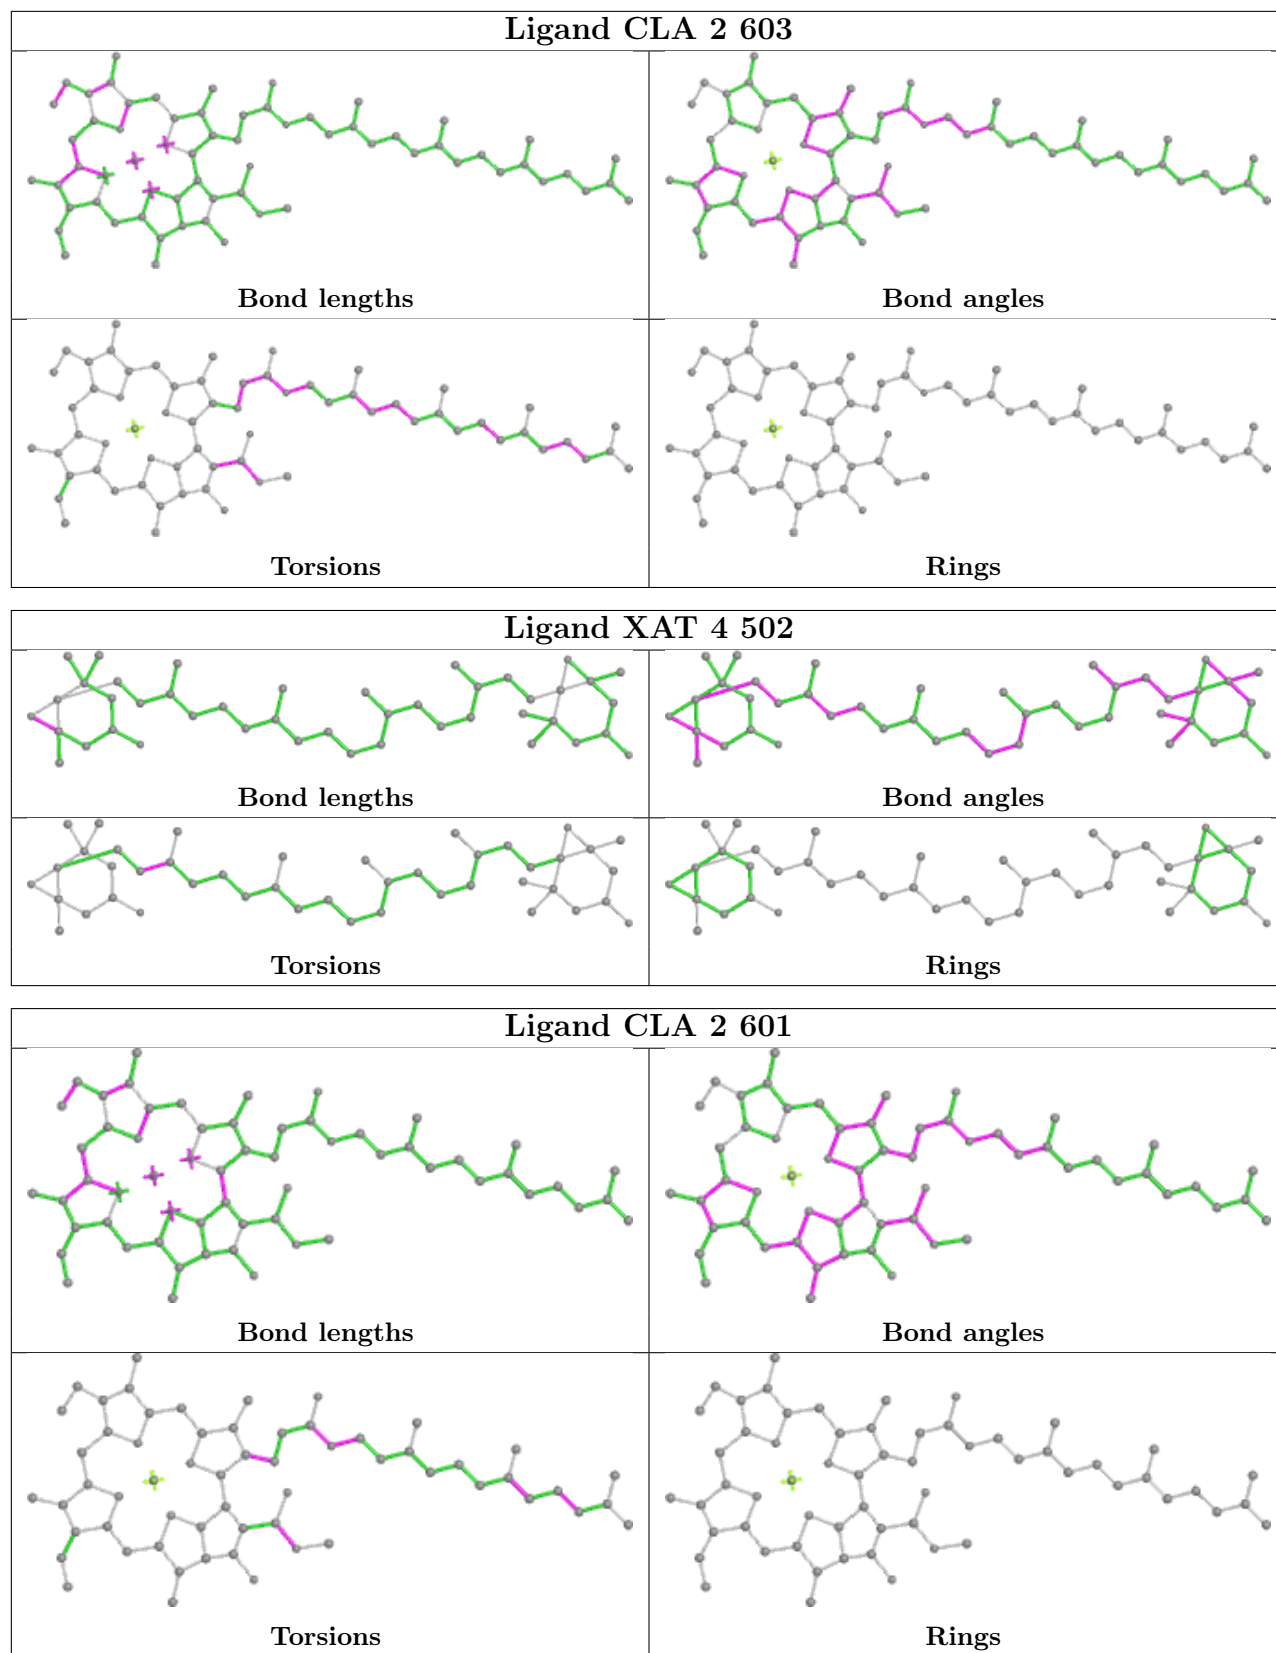 Ligand CLA 2 603
Bond lengths
Bond angles
Torsions
Rings
Ligand XAT 4 502
Bond lengths
Bond angles
Torsions
Rings
Ligand CLA 2 601
Bond lengths
Bond angles
Torsions
Rings